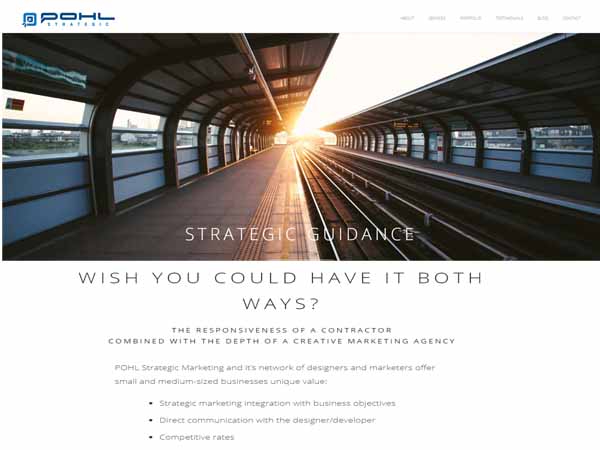 POHL
STRATEGIC
ABOUT SERVICES PORTFOLIO TESTIMONIALS BLOG CONTACT
STRATEGIC GUIDANCE
WISH YOU COULD HAVE IT BOTH
WAYS?
THE RESPONSIVENESS OF A CONTRACTOR
COMBINED WITH THE DEPTH OF A CREATIVE MARKETING AGENCY
POHL Strategic Marketing and it's network of designers and marketers offer
small and medium-sized businesses unique value:
• Strategic marketing integration with business objectives
• Direct communication with the designer/developer
• Competitive rates